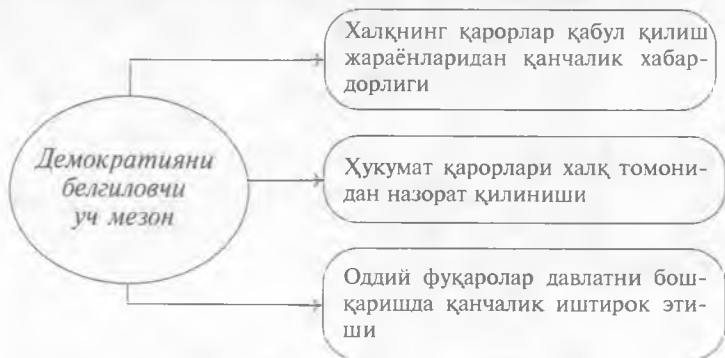 Халқнинг қарорлар қабул қилиш
жараёнларидан қанчалик хабар-
дорлиги
Демократияни
белгиловчи
уч мезон
Ҳукумат қарорлари халқ томони-
дан назорат қилиниши
Оддий фуқаролар давлатни бош-
қаришда қанчалик иштирок эти-
ши